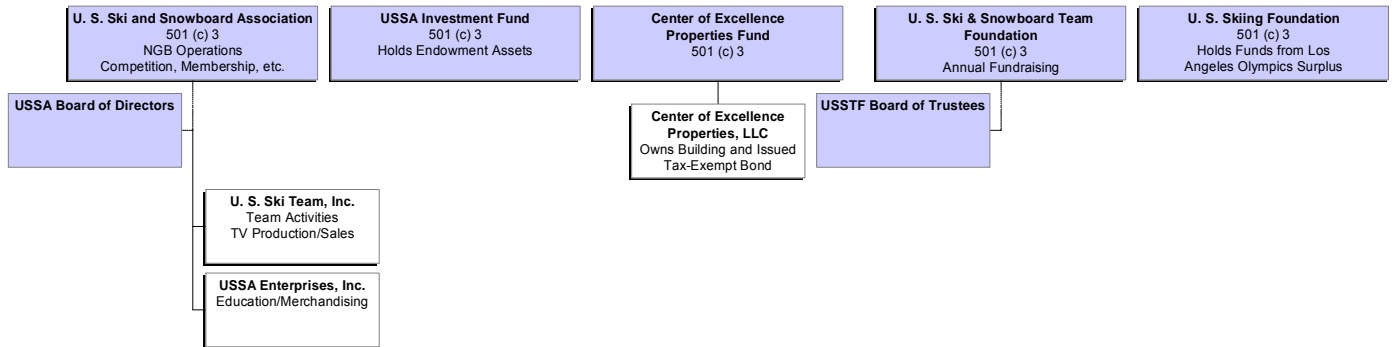 U. S. Ski and Snowboard Association
501 (c) 3
NGB Operations
Competition, Membership, etc.
USSA Investment Fund
501 (c) 3
Holds Endowment Assets
Center of Excellence
Properties Fund
501 (c) 3
U. S. Ski & Snowboard Team
Foundation
501 (c) 3
Annual Fundraising
U. S. Skiing Foundation
501 (c) 3
Holds Funds from Los
Angeles Olympics Surplus
USSA Board of Directors
Center of Excellence
Properties, LLC
Owns Building and Issued
Tax-Exempt Bond
USSTF Board of Trustees
U. S. Ski Team, Inc.
Team Activities
TV Production/Sales
USSA Enterprises, Inc.
Education/Merchandising